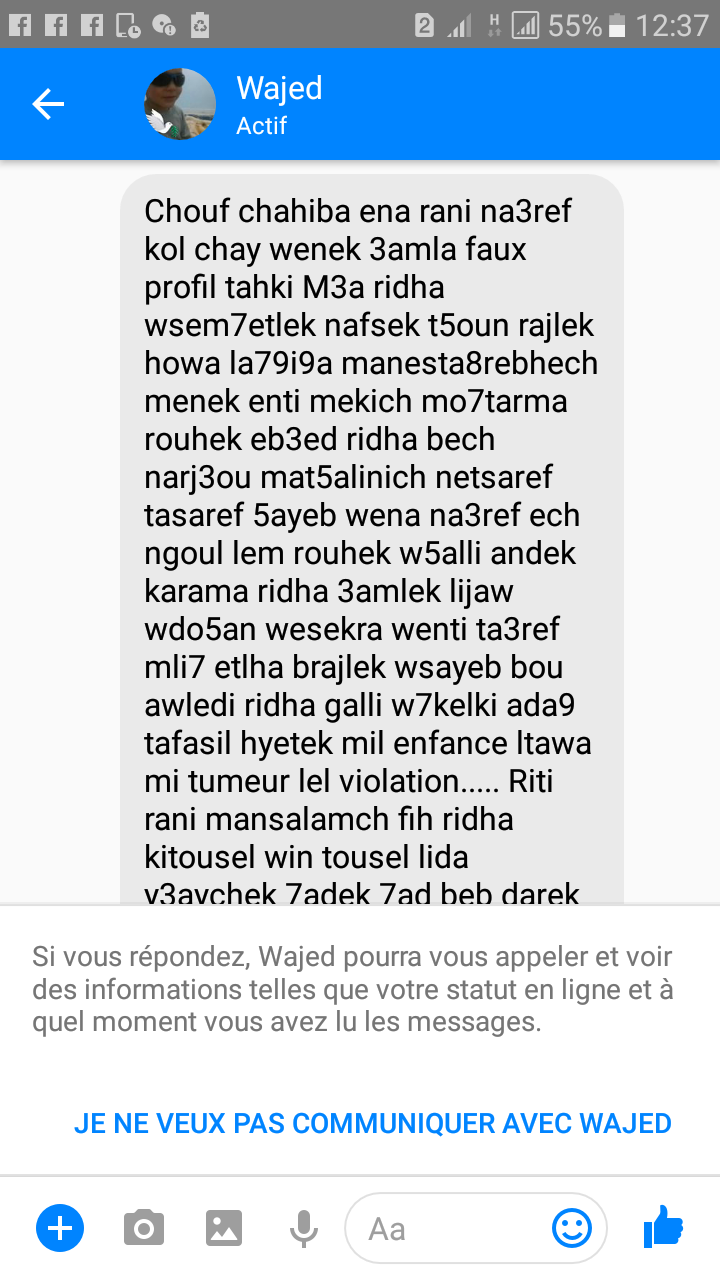 2 H 55% 12:37
Wajed
Actif
Chouf chahiba ena rani na3ref
kol chay wenek 3amla faux
profil tahki M3a ridha
wsem7etlek nafsek t5oun rajlek
howa la79i9a manesta8rebhech
menek enti mekich mo7tarma
rouhek eb3ed ridha bech
narj3ou mat5alinich netsaref
tasaref 5ayeb wena na3ref ech
ngoul lem rouhek w5alli andek
karama ridha 3amlek lijaw
wdo5an wesekra wenti ta3ref
mli7 etlha brajlek wsayeb bou
awledi ridha galli w7kelki ada9
tafasil hyetek mil enfance ltawa
mi tumeur lel violation..... Riti
rani mansalamch fih ridha
kitousel win tousel lida
y3aychek 7adek 7ad beb darek
Si vous répondez, Wajed pourra vous appeler et voir
des informations telles que votre statut en ligne et à
quel moment vous avez lu les messages.
JE NE VEUX PAS COMMUNIQUER AVEC WAJED
Aa